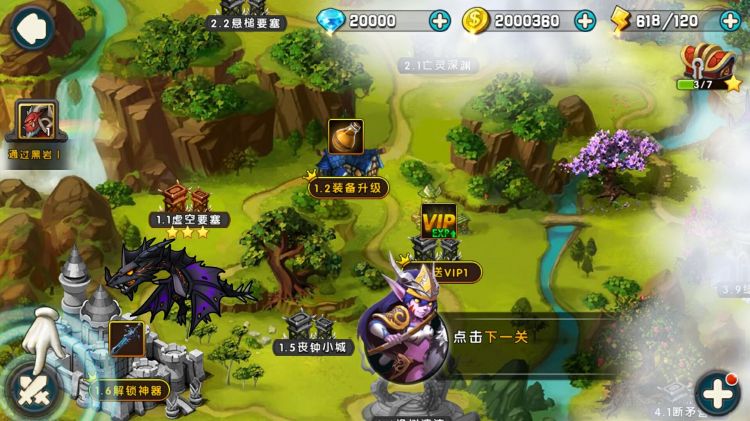 2.2悬槌要塞
20000
2000360
618/120
2.1亡灵深渊
3/7
通过黑岩 I
1.2装备升级
1.1虚空要塞
VIP
EXP
送VIP1
点击下一关
1.5丧钟小城
1.6解锁神器
4.1断矛